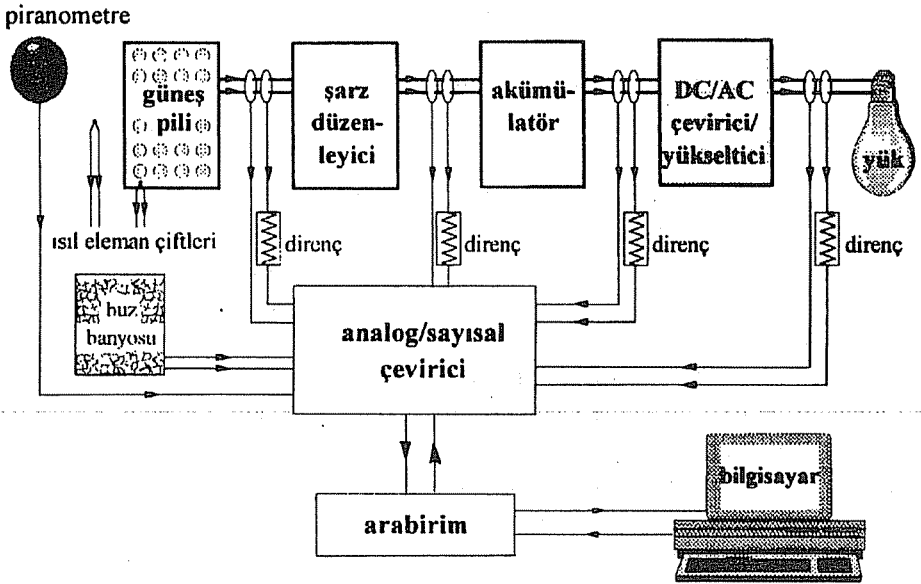 piranometre
güneş
pili
şarz
düzen-
leyici
akümü-
latör
DC/AC
çevirici/
yükseltici
yük
ısıl eleman çiftleri
direnç
direnç
direnç
direnç
buz
banyosu
analog/sayısal
çevirici
arabirim
bilgisayar